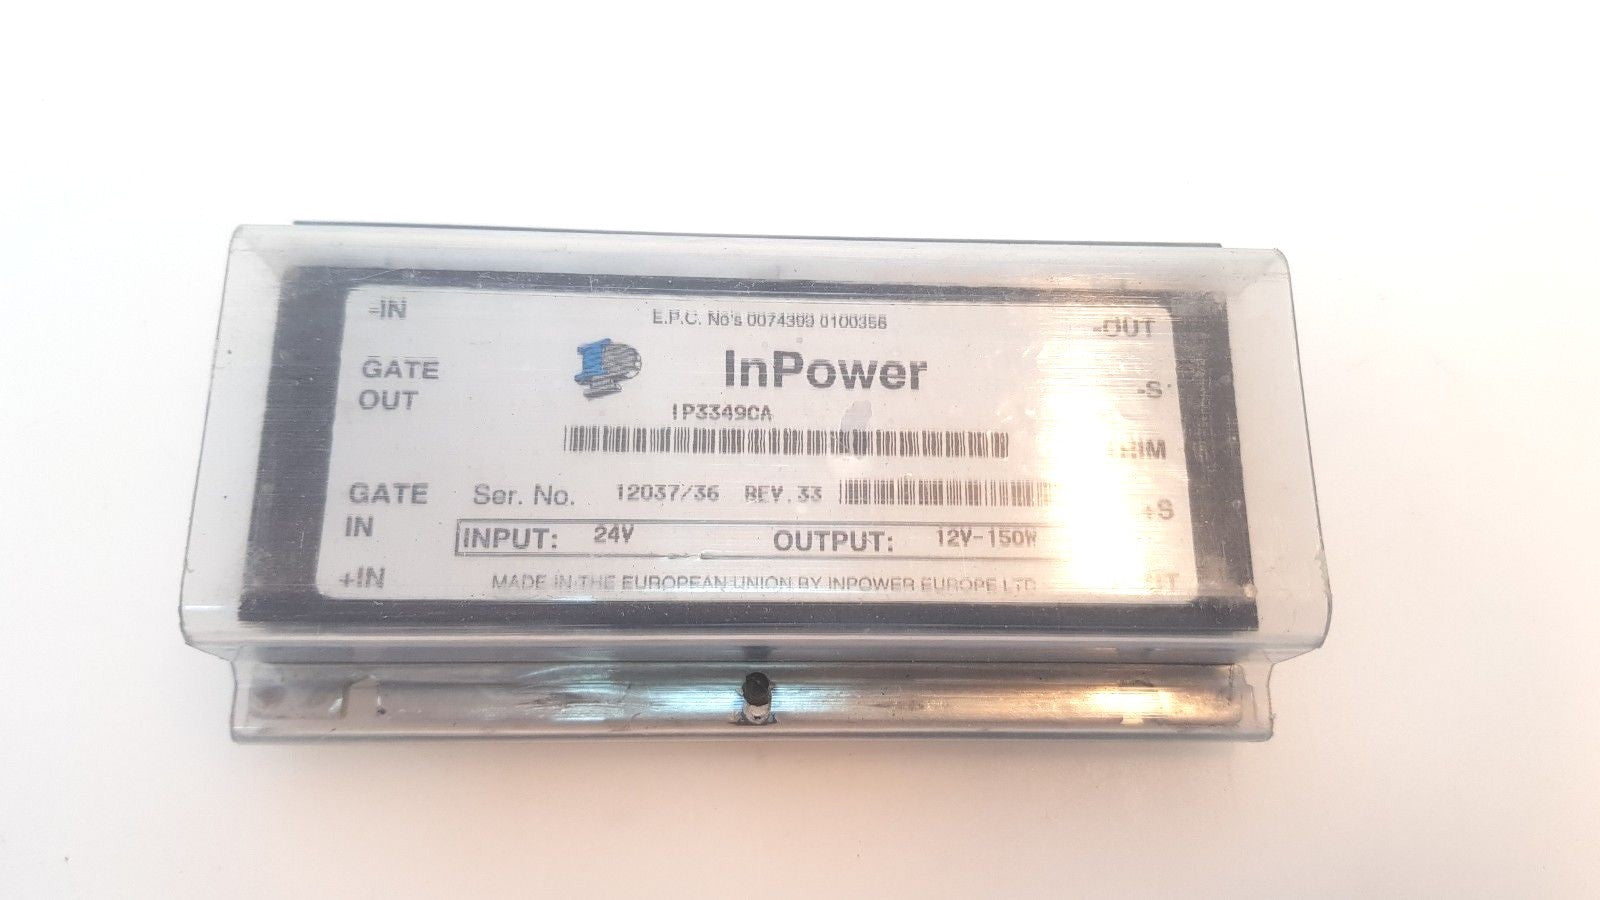 -IN
E.P.C. No's 0074309 0100356
-OUT
GATE
OUT
InPower
-S
IP3349CA
GATE
IN
Ser. No. 12037/36 REV.33
+S
INPUT: 24V OUTPUT: 12V-150W
+IN
MADE IN THE EUROPEAN UNION BY INPOWER EUROPE LTD